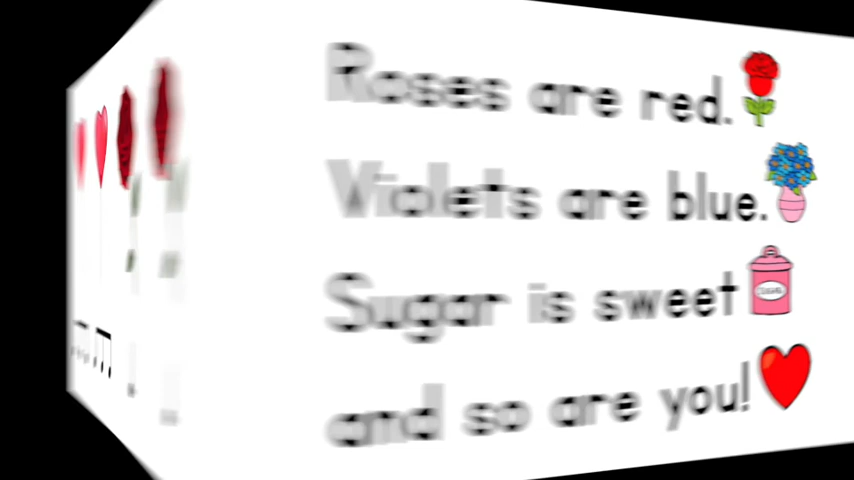 Roses are red.
Violets are blue.
Sugar is sweet
and so are you!